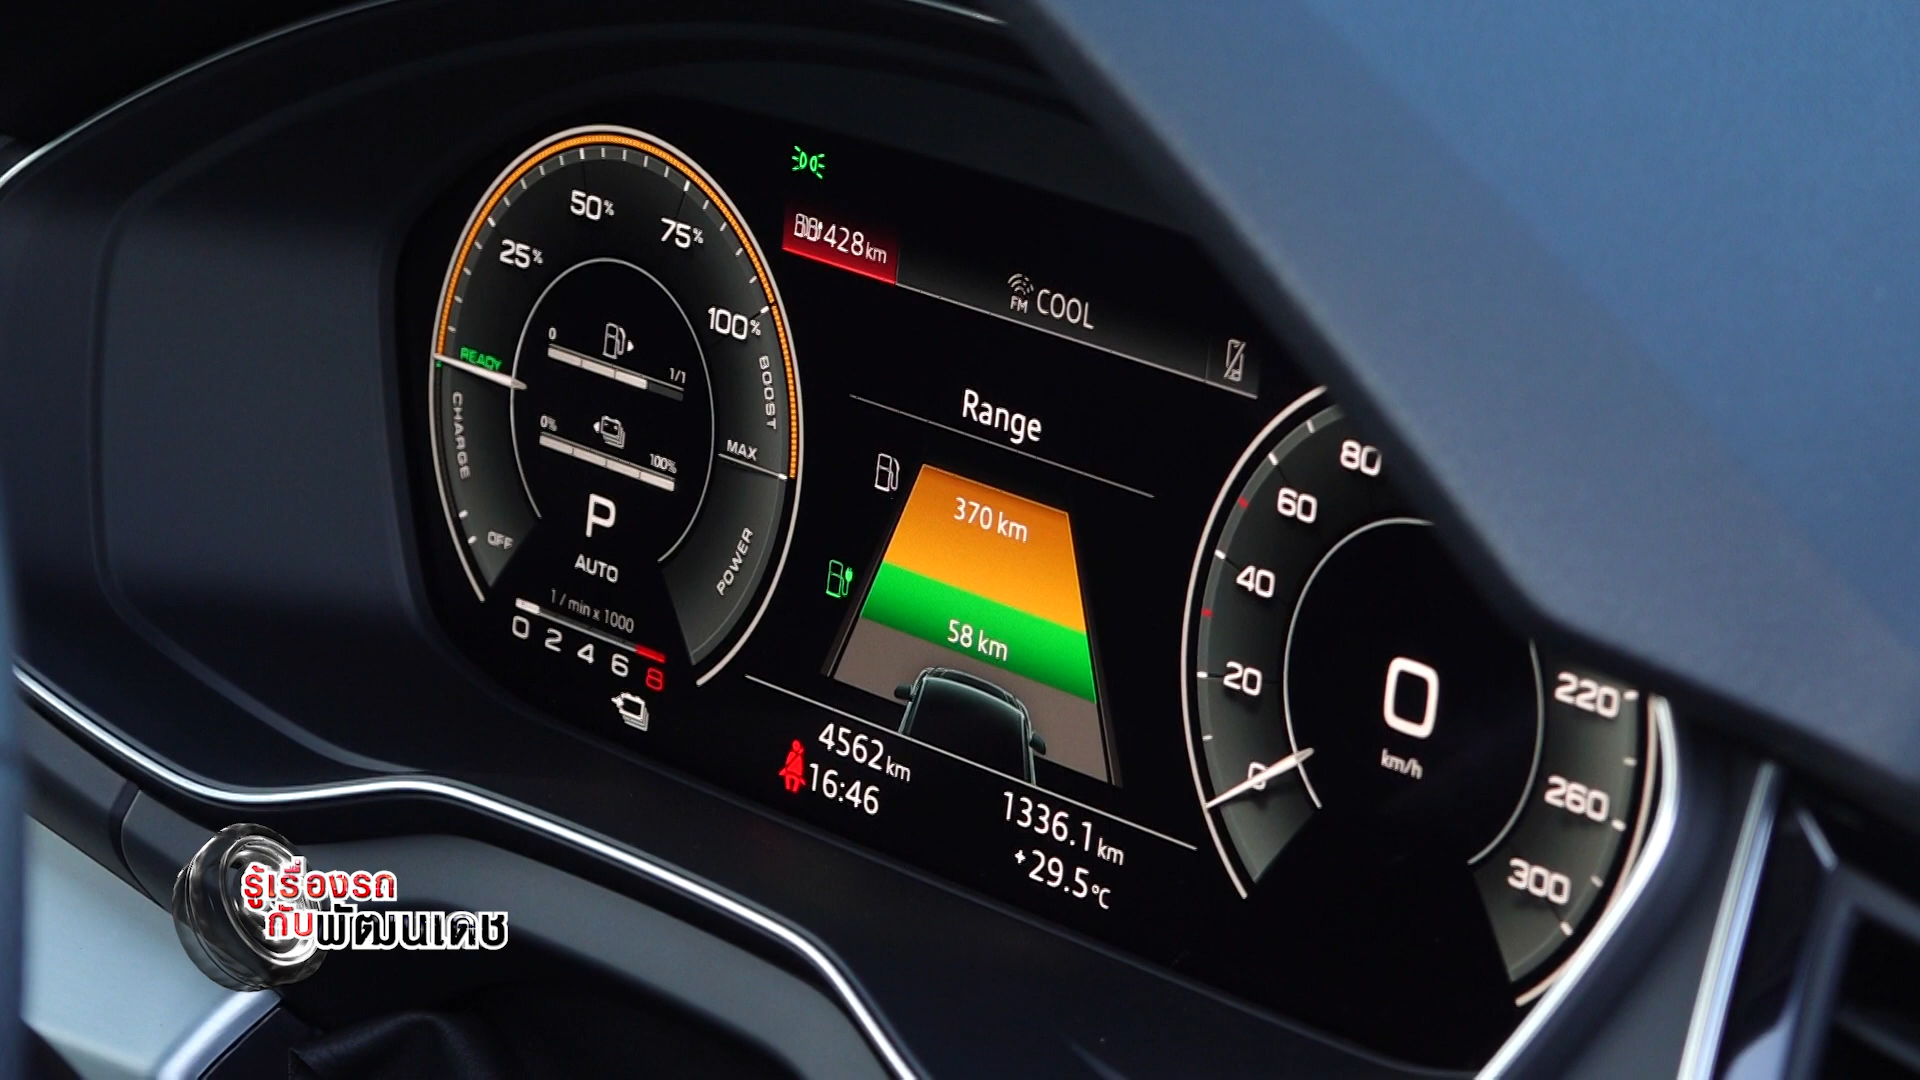 25%
50%
75%
100%
READY
CHARGE
OFF
BOOST
MAX
POWER
0
1/1
0%
100%
P
AUTO
1 / min x 1000
0 2 4 6 8
428 km
FM COOL
Range
370 km
58 km
4562 km
16:46
1336.1 km
+29.5 °C
80
60
40
20
0
0
km/h
220
260
300
รู้เรื่องรถ
กับพัฒนเดช